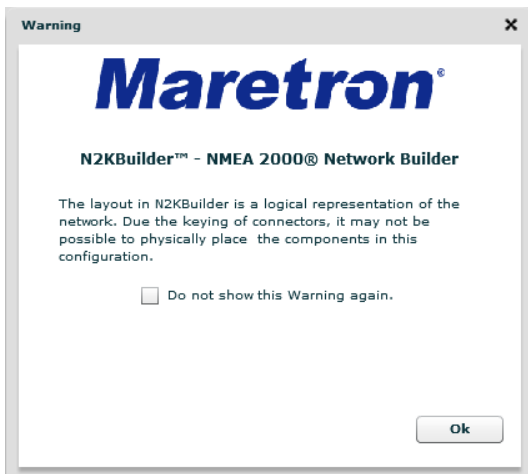 Warning
Maretron®
N2KBuilder™ - NMEA 2000® Network Builder
The layout in N2KBuilder is a logical representation of the
network. Due the keying of connectors, it may not be
possible to physically place the components in this
configuration.
Do not show this Warning again.
Ok